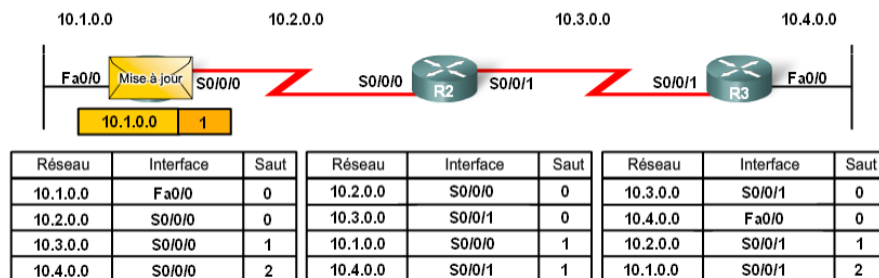 10.1.0.0 10.2.0.0 10.3.0.0 10.4.0.0
Fa0/0 Mise à jour S0/0/0 S0/0/0 R2 S0/0/1 S0/0/1 R3 Fa0/0
10.1.0.0 1
Réseau Interface Saut Réseau Interface Saut Réseau Interface Saut
10.1.0.0 Fa0/0 0 10.2.0.0 S0/0/0 0 10.3.0.0 S0/0/1 0
10.2.0.0 S0/0/0 0 10.3.0.0 S0/0/1 0 10.4.0.0 Fa0/0 0
10.3.0.0 S0/0/0 1 10.1.0.0 S0/0/0 1 10.2.0.0 S0/0/1 1
10.4.0.0 S0/0/0 2 10.4.0.0 S0/0/1 1 10.1.0.0 S0/0/1 2